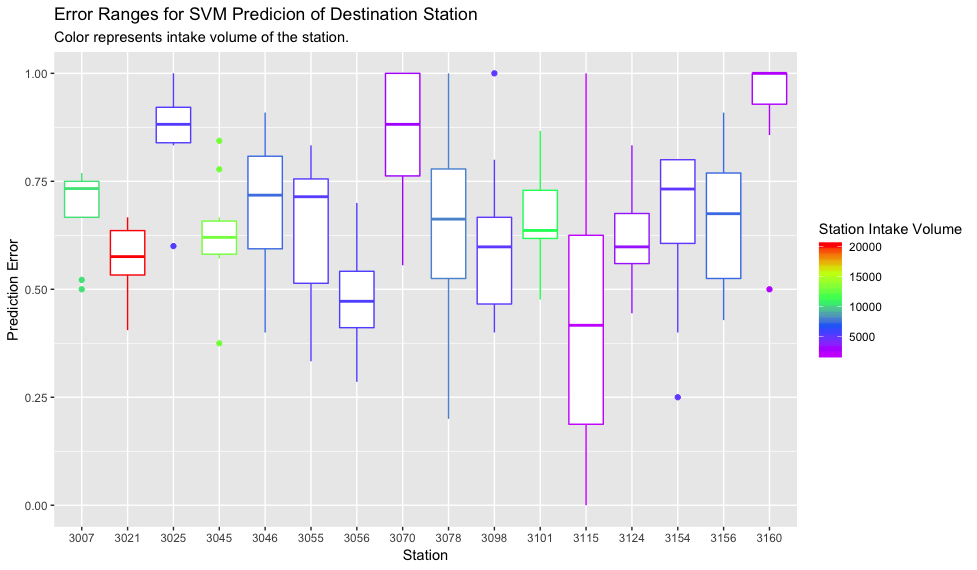 Error Ranges for SVM Predicion of Destination Station
Color represents intake volume of the station.
Prediction Error
1.00
0.75
0.50
0.25
0.00
3007 3021 3025 3045 3046 3055 3056 3070 3078 3098 3101 3115 3124 3154 3156 3160
Station
Station Intake Volume
20000
15000
10000
5000